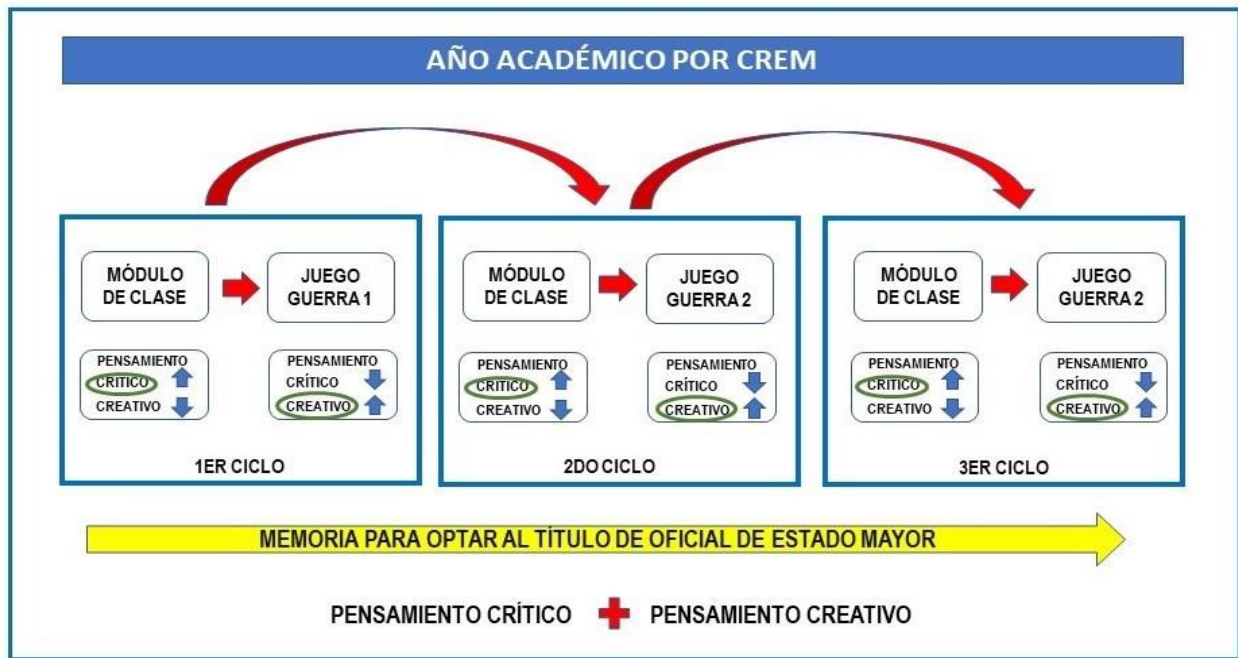 AÑO ACADÉMICO POR CREM
MÓDULO
DE CLASE
JUEGO
GUERRA 1
PENSAMIENTO
CRITICO
CREATIVO
PENSAMIENTO
CRÍTICO
CREATIVO
1ER CICLO
MÓDULO
DE CLASE
JUEGO
GUERRA 2
PENSAMIENTO
CRITICO
CREATIVO
PENSAMIENTO
CRÍTICO
CREATIVO
2DO CICLO
MÓDULO
DE CLASE
JUEGO
GUERRA 2
PENSAMIENTO
CRITICO
CREATIVO
PENSAMIENTO
CRÍTICO
CREATIVO
3ER CICLO
MEMORIA PARA OPTAR AL TÍTULO DE OFICIAL DE ESTADO MAYOR
PENSAMIENTO CRÍTICO + PENSAMIENTO CREATIVO